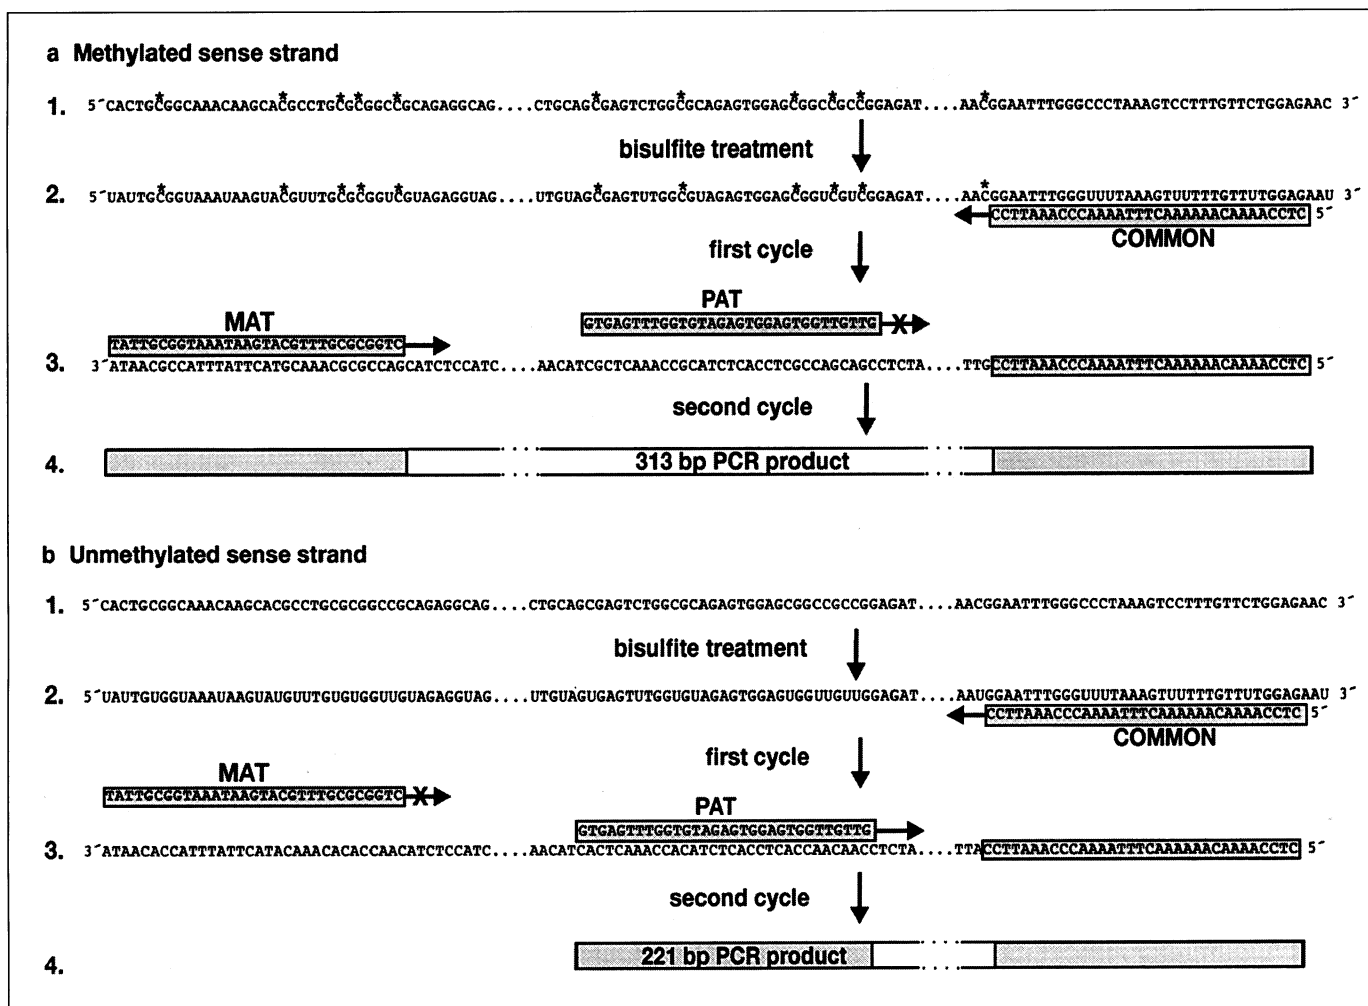 a Methylated sense strand
1. 5´CACTGCGGCAAACAAGCACGCCTGCGCGGCCGCAGAGGCAG....CTGCAGCGAGTCTGGCGCAGAGTGGAGCGGCCGCCGGAGAT....AACGGAATTTGGGCCCTAAAGTCCTTTGTTCTGGAGAAC 3´
bisulfite treatment
2. 5´UAUTGCGGUAAAUAAGUACGUUTGCGCGGUCGUAGAGGUAG....UTGUAGCGAGTUTGGCGUAGAGTGGAGCGGUCGUCGGAGAT....AACGGAATTTGGGUUUTAAAGTUUTTTGTTUTGGAGAAU 3´
CCTTAAACCCAAAATTTCAAAAAACAAAACCTC 5´
COMMON
first cycle
PAT
GTGAGTTTGGTGTAGAGTGGAGTGGTTGTTG X
MAT
TATTGCGGTAAATAAGTACGTTTGCGCGGTC
3. 3´ATAACGCCATTTATTCATGCAAACGCGCCAGCATCTCCATC....AACATCGCTCAAACCGCATCTCACCTCGCCAGCAGCCTCTA....TTGCCTTAAACCCAAAATTTCAAAAAACAAAACCTC 5´
second cycle
4. 313 bp PCR product
b Unmethylated sense strand
1. 5´CACTGCGGCAAACAAGCACGCCTGCGCGGCCGCAGAGGCAG....CTGCAGCGAGTCTGGCGCAGAGTGGAGCGGCCGCCGGAGAT....AACGGAATTTGGGCCCTAAAGTCCTTTGTTCTGGAGAAC 3´
bisulfite treatment
2. 5´UAUTGUGGUAAAUAAGUAUGUUTGUGUGGUUGUAGAGGUAG....UTGUAGUGAGTUTGGUGUAGAGTGGAGUGGUUGUUGGAGAT....AAUGGAATTTGGGUUUTAAAGTUUTTTGTTUTGGAGAAU 3´
CCTTAAACCCAAAATTTCAAAAAACAAAACCTC 5´
COMMON
first cycle
MAT
TATTGCGGTAAATAAGTACGTTTGCGCGGTC X
PAT
GTGAGTTTGGTGTAGAGTGGAGTGGTTGTTG
3. 3´ATAACACCATTTATTCATACAAACACACCAACATCTCCATC....AACATCACTCAAACCACATCTCACCTCACCAACAACCTCTA....TTACCTTAAACCCAAAATTTCAAAAAACAAAACCTC 5´
second cycle
4. 221 bp PCR product